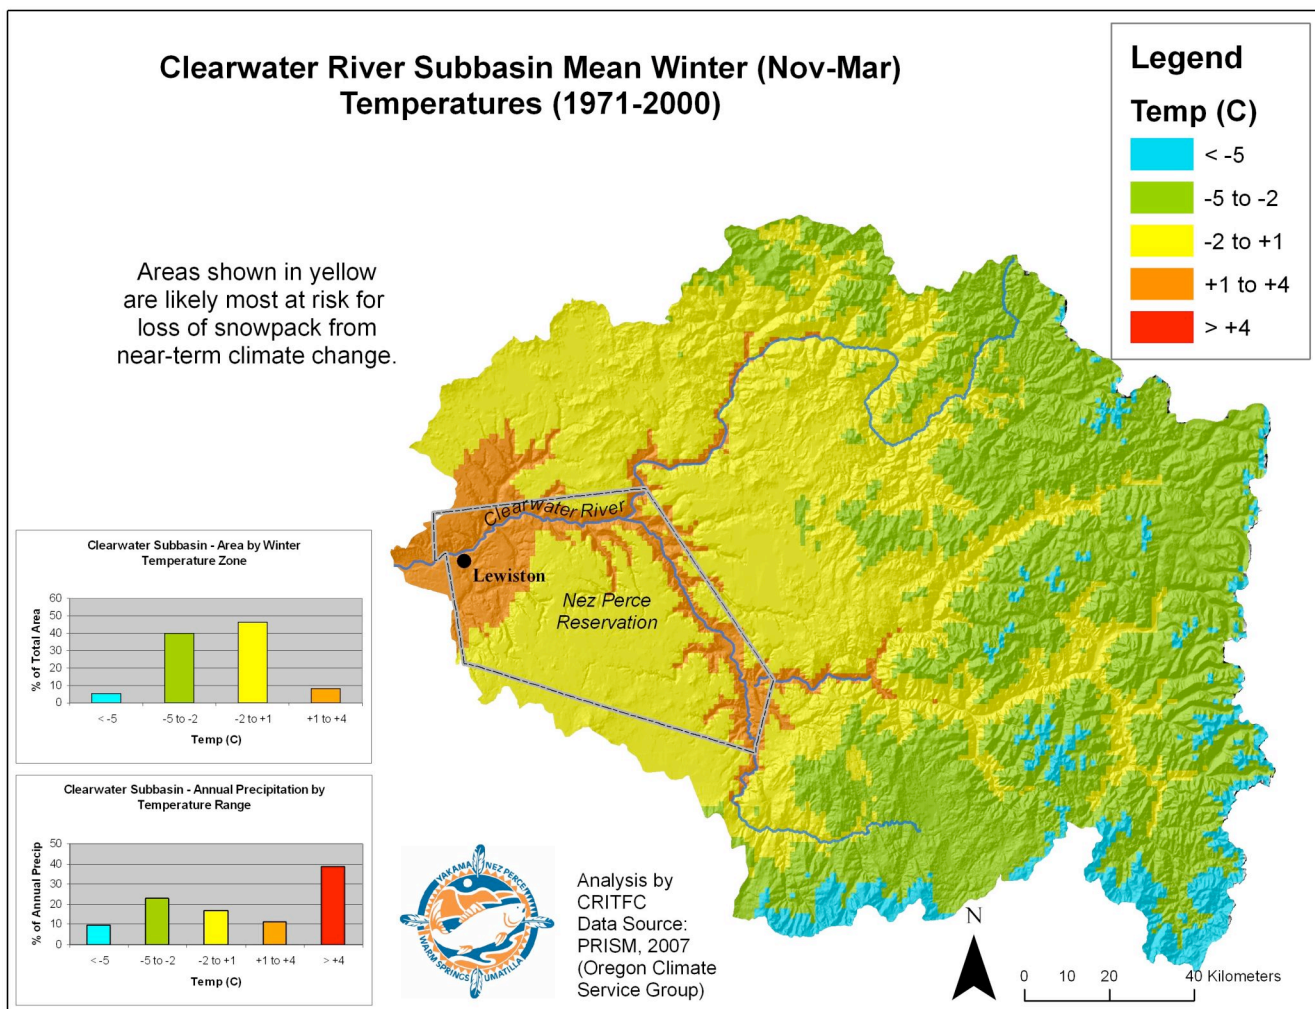 Clearwater River Subbasin Mean Winter (Nov-Mar)
Temperatures (1971-2000)
Legend
Temp (C)
< -5
-5 to -2
-2 to +1
+1 to +4
> +4
Areas shown in yellow
are likely most at risk for
loss of snowpack from
near-term climate change.
Clearwater River
Lewiston
Nez Perce
Reservation
Clearwater Subbasin - Area by Winter
Temperature Zone
% of Total Area
60
50
40
30
20
10
0
< -5
-5 to -2
-2 to +1
+1 to +4
Temp (C)
Clearwater Subbasin - Annual Precipitation by
Temperature Range
% of Annual Precip
50
40
30
20
10
0
< -5
-5 to -2
-2 to +1
+1 to +4
> +4
Temp (C)
YAKAMA
NEZ PERCE
WARM SPRINGS
UMATILLA
Analysis by
CRITFC
Data Source:
PRISM, 2007
(Oregon Climate
Service Group)
N
0 10 20 40 Kilometers